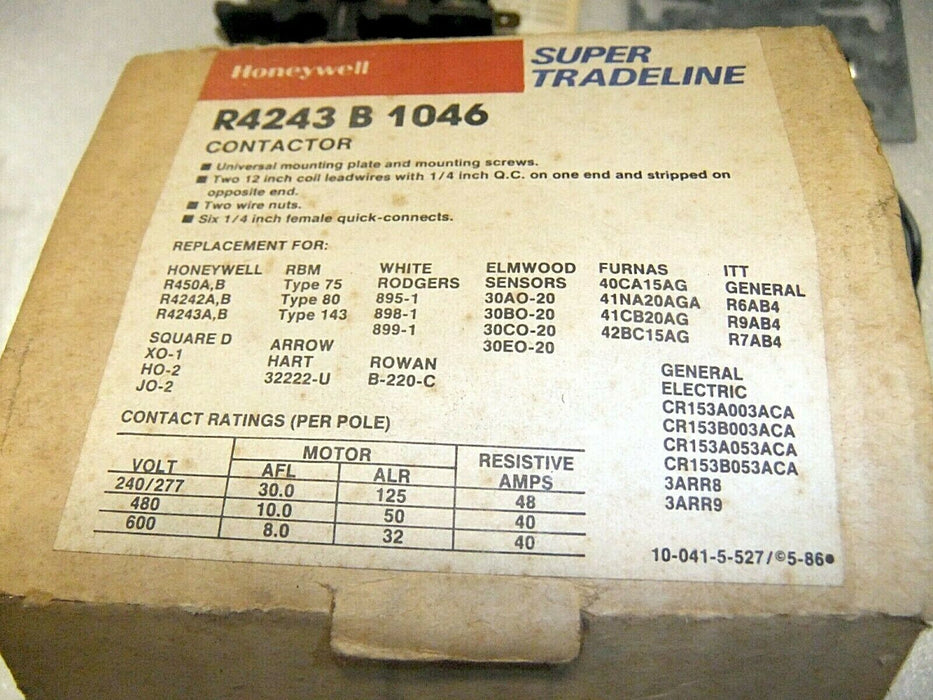 Honeywell
SUPER
TRADELINE
R4243 B 1046
CONTACTOR
■ Universal mounting plate and mounting screws.
■ Two 12 inch coil leadwires with 1/4 inch Q.C. on one end and stripped on
opposite end.
■ Two wire nuts.
■ Six 1/4 inch female quick-connects.
REPLACEMENT FOR:
HONEYWELL
R450A,B
R4242A,B
R4243A,B
SQUARE D
XO-1
HO-2
JO-2
RBM
Type 75
Type 80
Type 143
ARROW
HART
32222-U
WHITE
RODGERS
895-1
898-1
899-1
ROWAN
B-220-C
ELMWOOD
SENSORS
30AO-20
30BO-20
30CO-20
30EO-20
FURNAS
40CA15AG
41NA20AGA
41CB20AG
42BC15AG
ITT
GENERAL
R6AB4
R9AB4
R7AB4
GENERAL
ELECTRIC
CR153A003ACA
CR153B003ACA
CR153A053ACA
CR153B053ACA
3ARR8
3ARR9
CONTACT RATINGS (PER POLE)
VOLT MOTOR RESISTIVE
AFL ALR AMPS
240/277 30.0 125 48
480 10.0 50 40
600 8.0 32 40
10-041-5-527/©5-86●